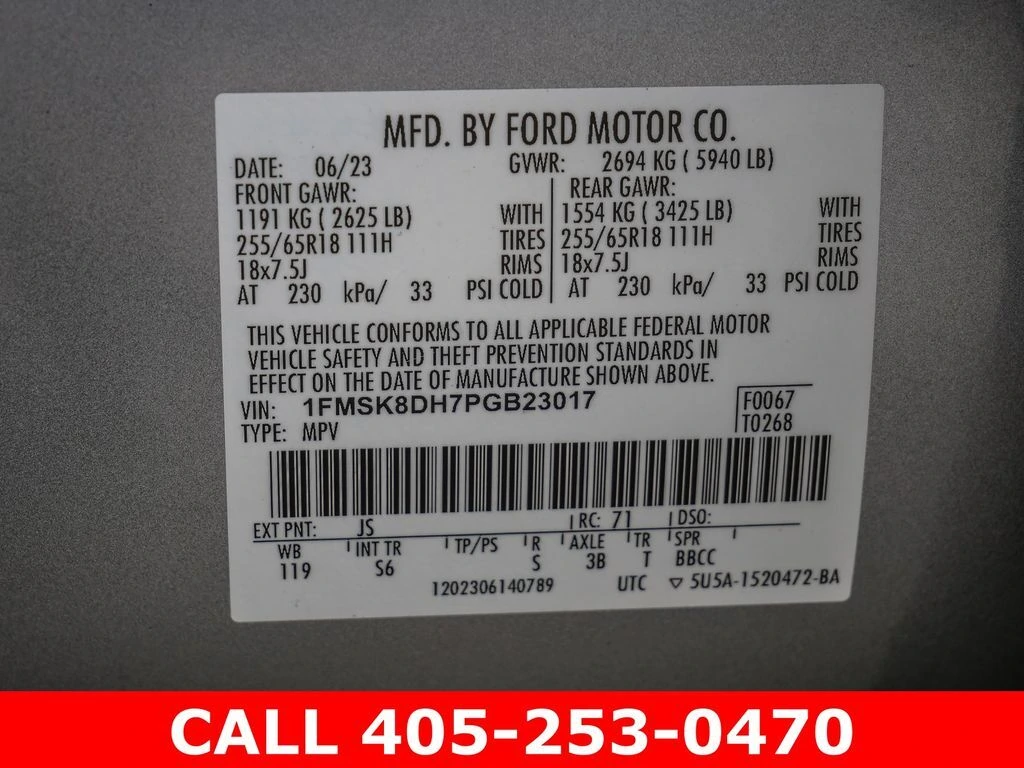 MFD. BY FORD MOTOR CO.
DATE: 06/23 GVWR: 2694 KG ( 5940 LB)
FRONT GAWR: REAR GAWR:
1191 KG ( 2625 LB) WITH 1554 KG ( 3425 LB) WITH
255/65R18 111H TIRES 255/65R18 111H TIRES
18x7.5J RIMS 18x7.5J RIMS
AT 230 kPa/ 33 PSI COLD AT 230 kPa/ 33 PSI COLD
THIS VEHICLE CONFORMS TO ALL APPLICABLE FEDERAL MOTOR
VEHICLE SAFETY AND THEFT PREVENTION STANDARDS IN
EFFECT ON THE DATE OF MANUFACTURE SHOWN ABOVE.
VIN: 1FMSK8DH7PGB23017 F0067
TYPE: MPV T0268
EXT PNT: JS RC: 71 DSO:
WB INT TR TP/PS R AXLE TR SPR
119 S6 S 3B T BBCC
1202306140789 UTC ▽ 5U5A-1520472-BA
CALL 405-253-0470